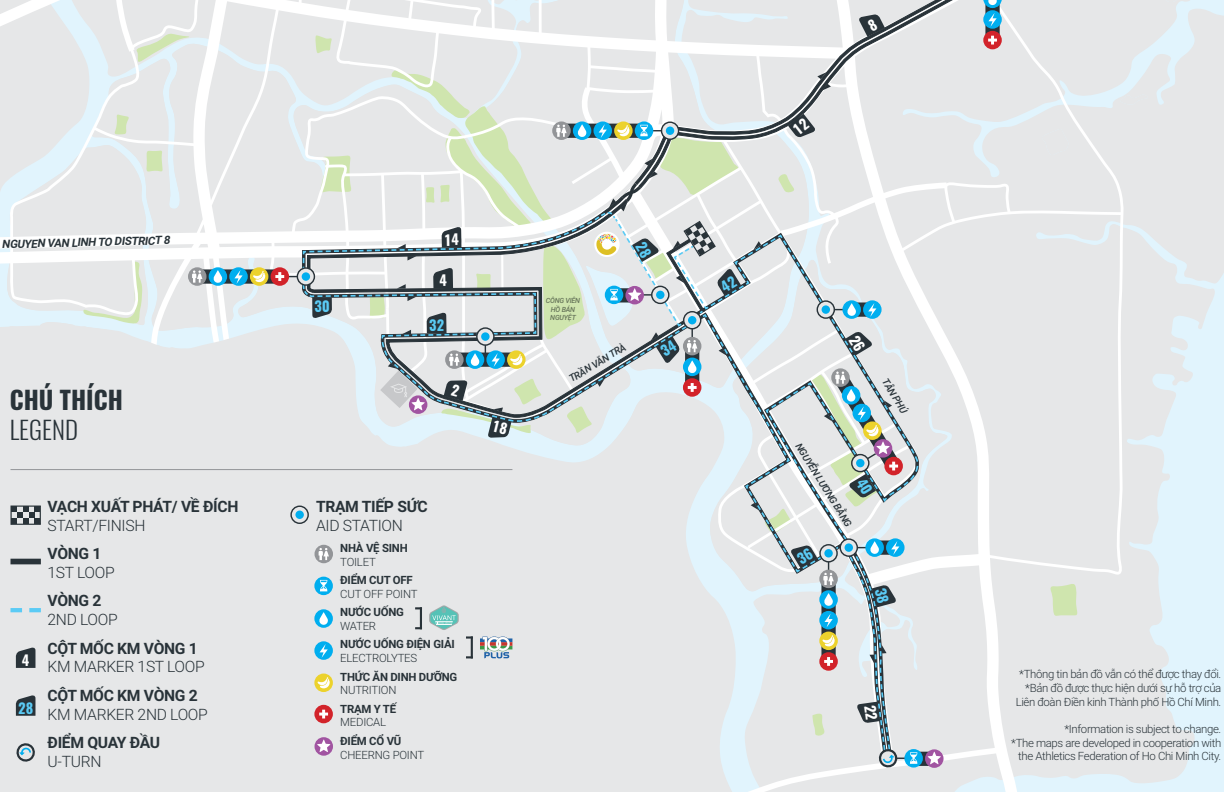 8
12
NGUYEN VAN LINH TO DISTRICT 8
14
28
4
42
30
CÔNG VIÊN
HỒ BÁN
NGUYỆT
32
34
26
TRẦN VĂN TRÀ
TÂN PHÚ
2
18
NGUYỄN LƯƠNG BẰNG
40
36
38
22
CHÚ THÍCH
LEGEND
VẠCH XUẤT PHÁT/ VỀ ĐÍCH
START/FINISH
VÒNG 1
1ST LOOP
VÒNG 2
2ND LOOP
4
CỘT MỐC KM VÒNG 1
KM MARKER 1ST LOOP
28
CỘT MỐC KM VÒNG 2
KM MARKER 2ND LOOP
ĐIỂM QUAY ĐẦU
U-TURN
TRẠM TIẾP SỨC
AID STATION
NHÀ VỆ SINH
TOILET
ĐIỂM CUT OFF
CUT OFF POINT
NƯỚC UỐNG
WATER
VIVANT
NƯỚC UỐNG ĐIỆN GIẢI
ELECTROLYTES
100
PLUS
THỨC ĂN DINH DƯỠNG
NUTRITION
TRẠM Y TẾ
MEDICAL
ĐIỂM CỔ VŨ
CHEERNG POINT
*Thông tin bản đồ vẫn có thể được thay đổi.
*Bản đồ được thực hiện dưới sự hỗ trợ của
Liên đoàn Điền kinh Thành phố Hồ Chí Minh.
*Information is subject to change.
*The maps are developed in cooperation with
the Athletics Federation of Ho Chi Minh City.